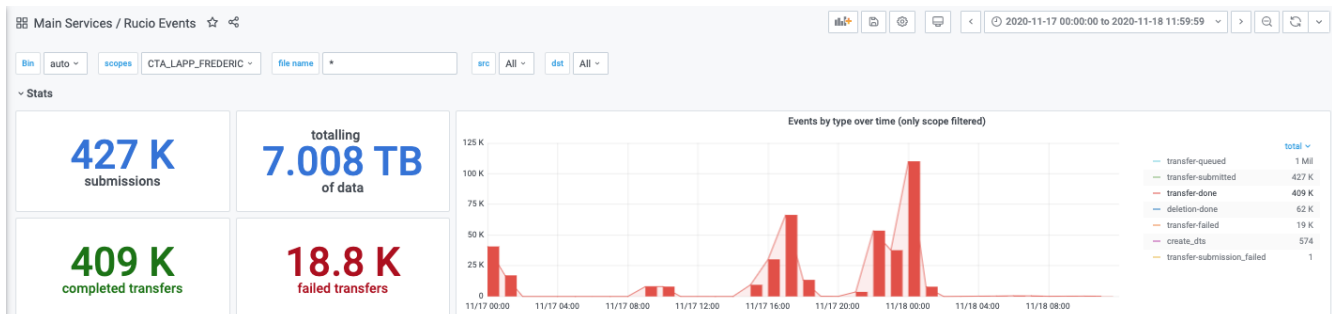 Main Services / Rucio Events
2020-11-17 00:00:00 to 2020-11-18 11:59:59
Bin auto scopes CTA_LAPP_FREDERIC file name * src All dst All
Stats
427 K
submissions
totalling
7.008 TB
of data
409 K
completed transfers
18.8 K
failed transfers
Events by type over time (only scope filtered)
125 K
100 K
75 K
50 K
25 K
0
11/17 00:00 11/17 04:00 11/17 08:00 11/17 12:00 11/17 16:00 11/17 20:00 11/18 00:00 11/18 04:00 11/18 08:00
total
transfer-queued 1 Mil
transfer-submitted 427 K
transfer-done 409 K
deletion-done 62 K
transfer-failed 19 K
create_dts 574
transfer-submission_failed 1